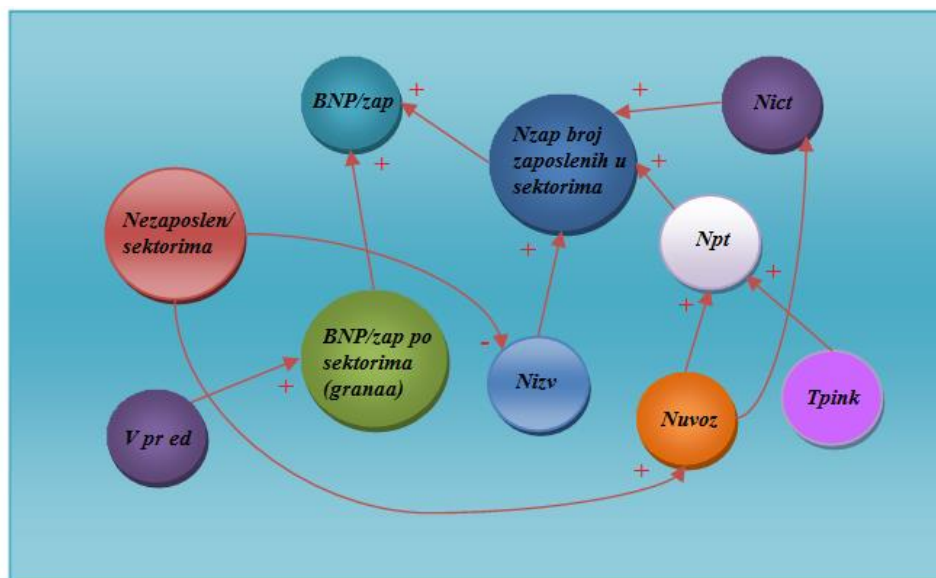 BNP/zap
+
+
Nzap broj
zaposlenih u
sektorima
+
+
+
Nict
Nezaposlen/
sektorima
Npt
+
+
BNP/zap po
sektorima
(granaa)
+
-
Nizv
V pr ed
Nuvoz
+
Tpink